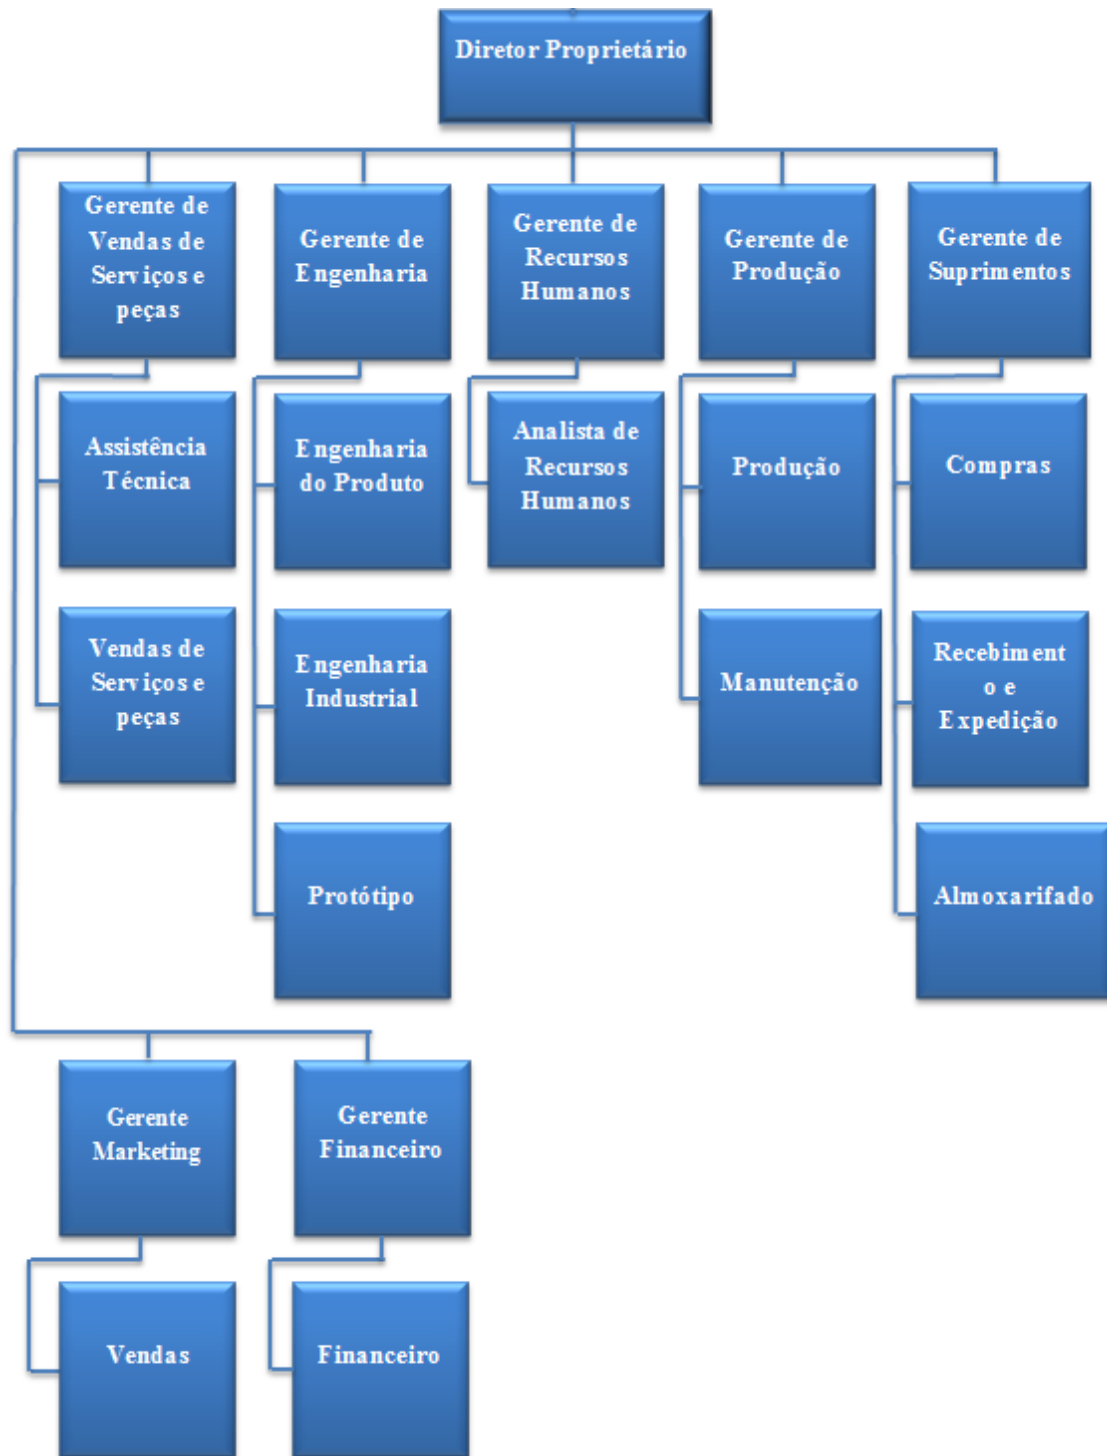 Diretor Proprietário
Gerente de
Vendas de
Serviços e
peças
Gerente de
Engenharia
Gerente de
Recursos
Humanos
Gerente de
Produção
Gerente de
Suprimentos
Assistência
Técnica
Engenharia
do Produto
Analista de
Recursos
Humanos
Produção
Compras
Vendas de
Serviços e
peças
Engenharia
Industrial
Manutenção
Recebiment
o e
Expedição
Protótipo
Almoxarifado
Gerente
Marketing
Gerente
Financeiro
Vendas
Financeiro